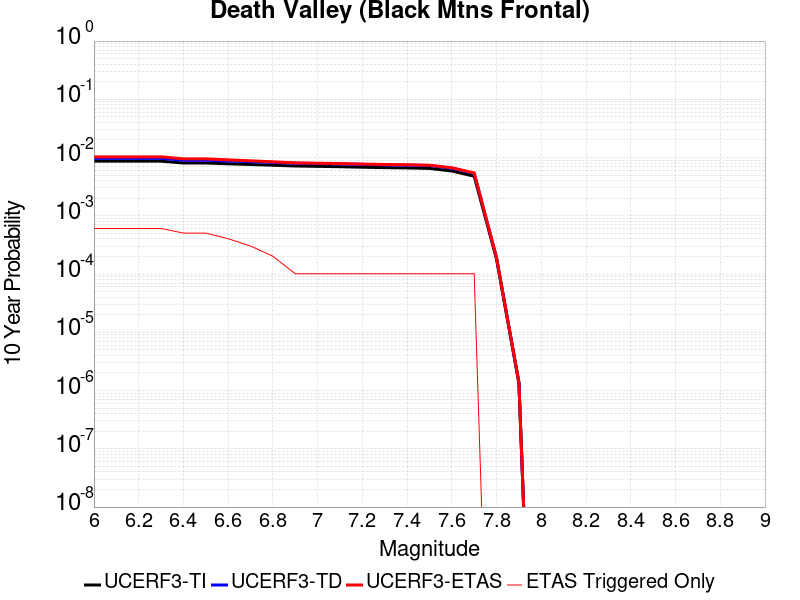 Death Valley (Black Mtns Frontal)
10^0
10^-1
10^-2
10^-3
10^-4
10^-5
10^-6
10^-7
10^-8
10 Year Probability
6 6.2 6.4 6.6 6.8 7 7.2 7.4 7.6 7.8 8 8.2 8.4 8.6 8.8 9
Magnitude
UCERF3-TI UCERF3-TD UCERF3-ETAS ETAS Triggered Only